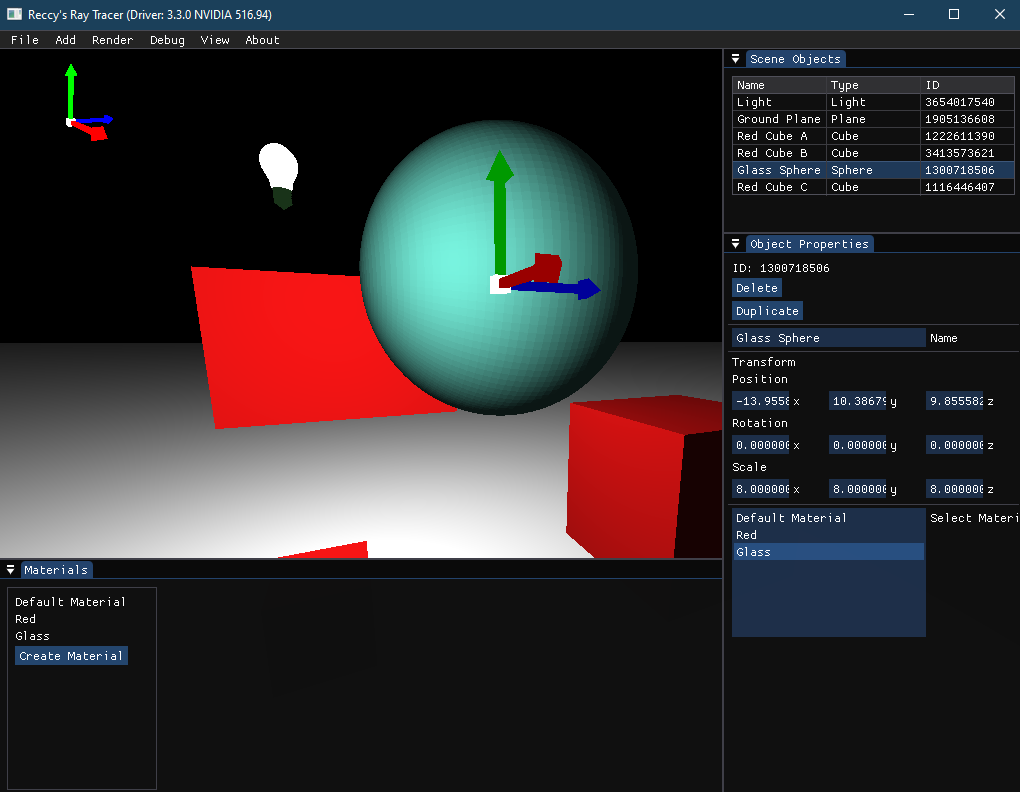 Reccy's Ray Tracer (Driver: 3.3.0 NVIDIA 516.94)
File Add Render Debug View About
Scene Objects
Name Type ID
Light Light 3654017540
Ground Plane Plane 1905136608
Red Cube A Cube 1222611390
Red Cube B Cube 3413573621
Glass Sphere Sphere 1300718506
Red Cube C Cube 1116446407
Object Properties
ID: 1300718506
Delete
Duplicate
Glass Sphere Name
Transform
Position
-13.9558 x 10.38679 y 9.855582 z
Rotation
0.000000 x 0.000000 y 0.000000 z
Scale
8.000000 x 8.000000 y 8.000000 z
Default Material Select Materi
Red
Glass
Materials
Default Material
Red
Glass
Create Material